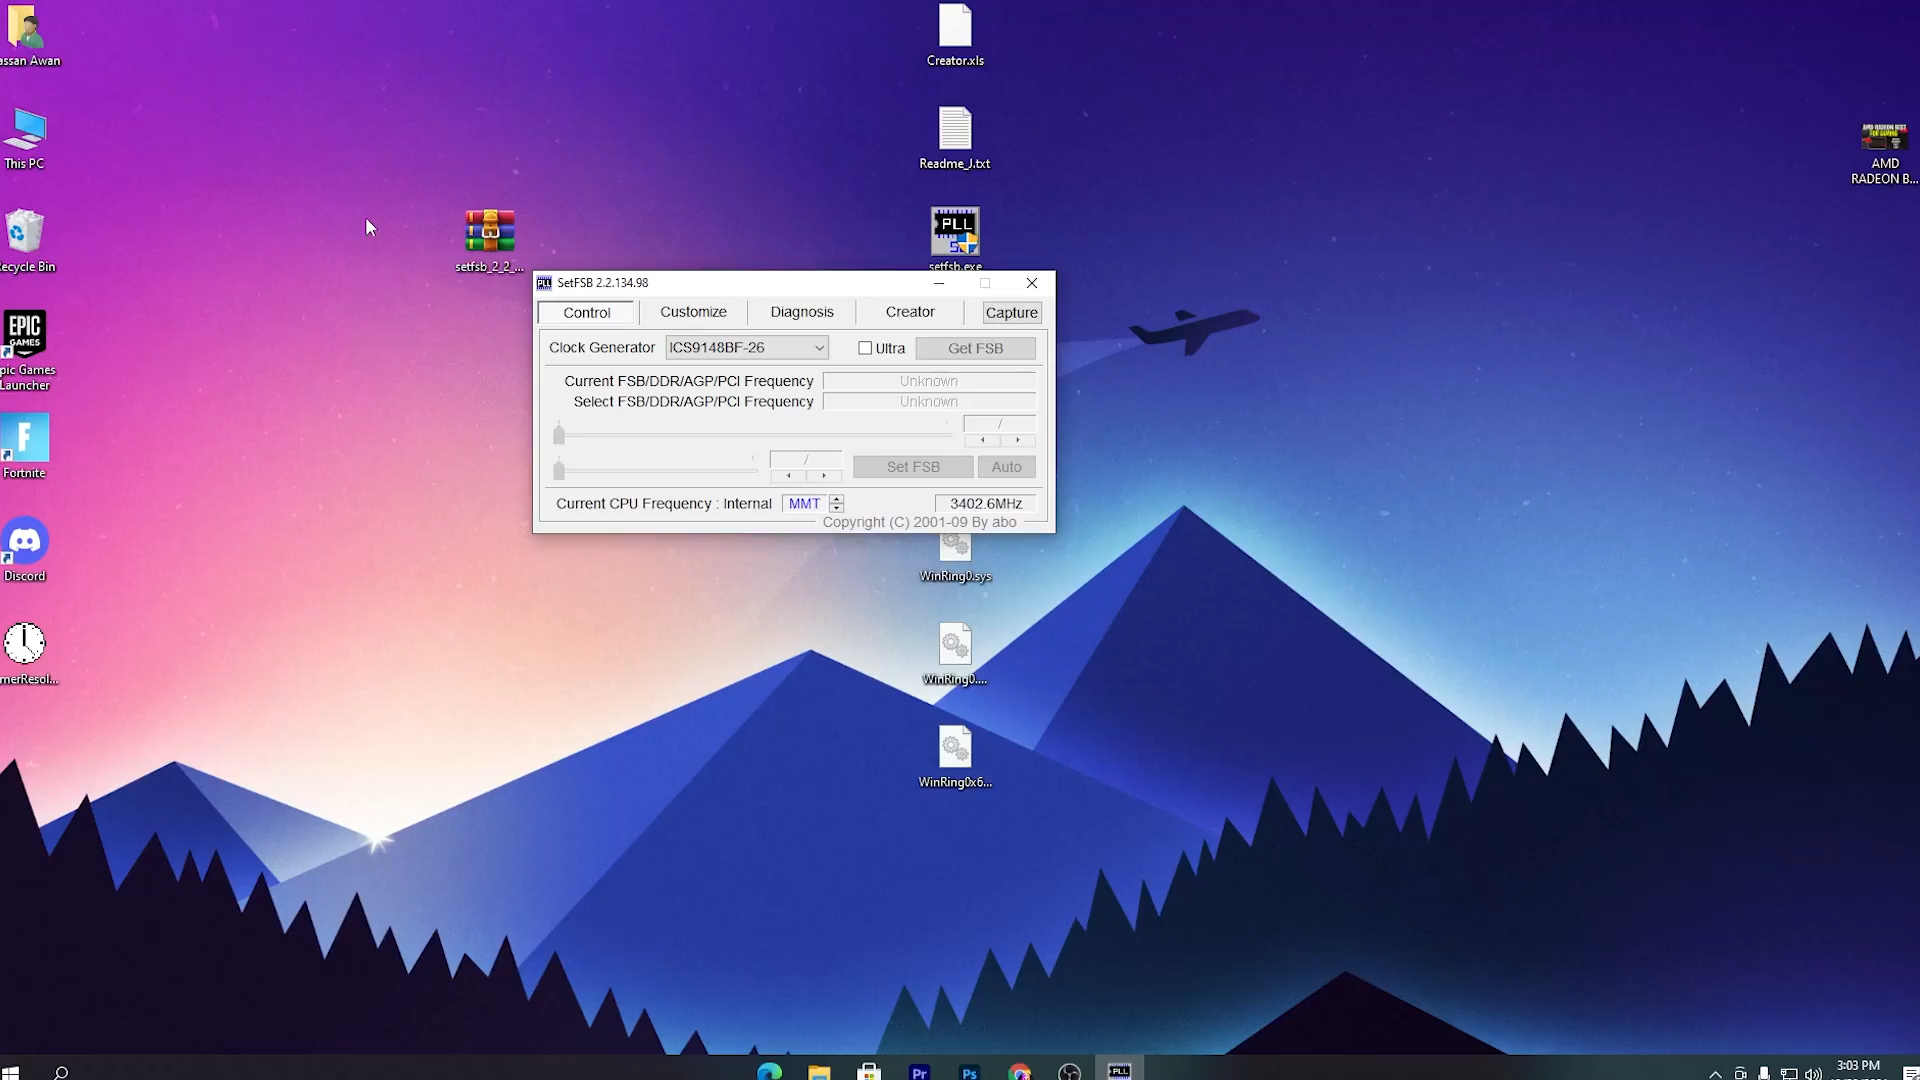 assan Awan
This PC
Recycle Bin
EPIC
GAMES
pic Games
Launcher
F
Fortnite
Discord
merResol...
setfsb_2_2_...
Creator.xls
Readme_J.txt
PLL
setfsb.exe
AMD
RADEON B...
PLL
SetFSB 2.2.134.98
Control
Customize
Diagnosis
Creator
Capture
Clock Generator
ICS9148BF-26
Ultra
Get FSB
Current FSB/DDR/AGP/PCI Frequency
Unknown
Select FSB/DDR/AGP/PCI Frequency
Unknown
/
/
Set FSB
Auto
Current CPU Frequency : Internal
MMT
3402.6MHz
Copyright (C) 2001-09 By abo
WinRing0.sys
WinRing0....
WinRing0x6...
Pr
Ps
PLL
3:03 PM